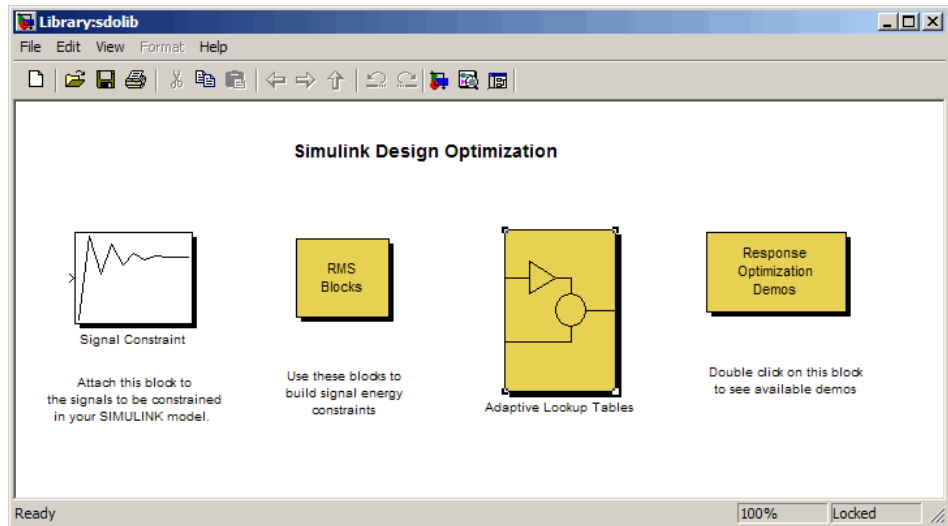 Library:sdolib
File Edit View Format Help
Simulink Design Optimization
RMS
Blocks
Response
Optimization
Demos
Signal Constraint
Attach this block to
the signals to be constrained
in your SIMULINK model.
Use these blocks to
build signal energy
constraints
Adaptive Lookup Tables
Double click on this block
to see available demos
Ready
100%
Locked